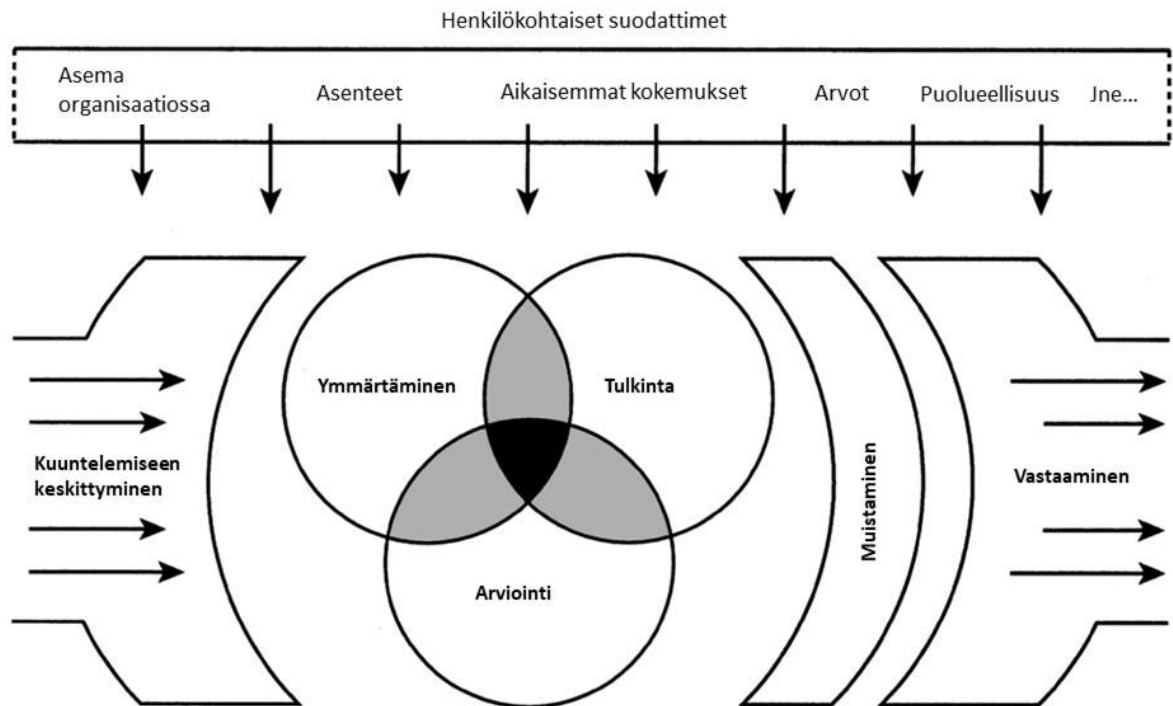 Henkilökohtaiset suodattimet
Asema
organisaatiossa
Asenteet
Aikaisemmat kokemukset
Arvot
Puolueellisuus
Jne...
Ymmärtäminen
Tulkinta
Kuuntelemiseen
keskittyminen
Arviointi
Muistaminen
Vastaaminen